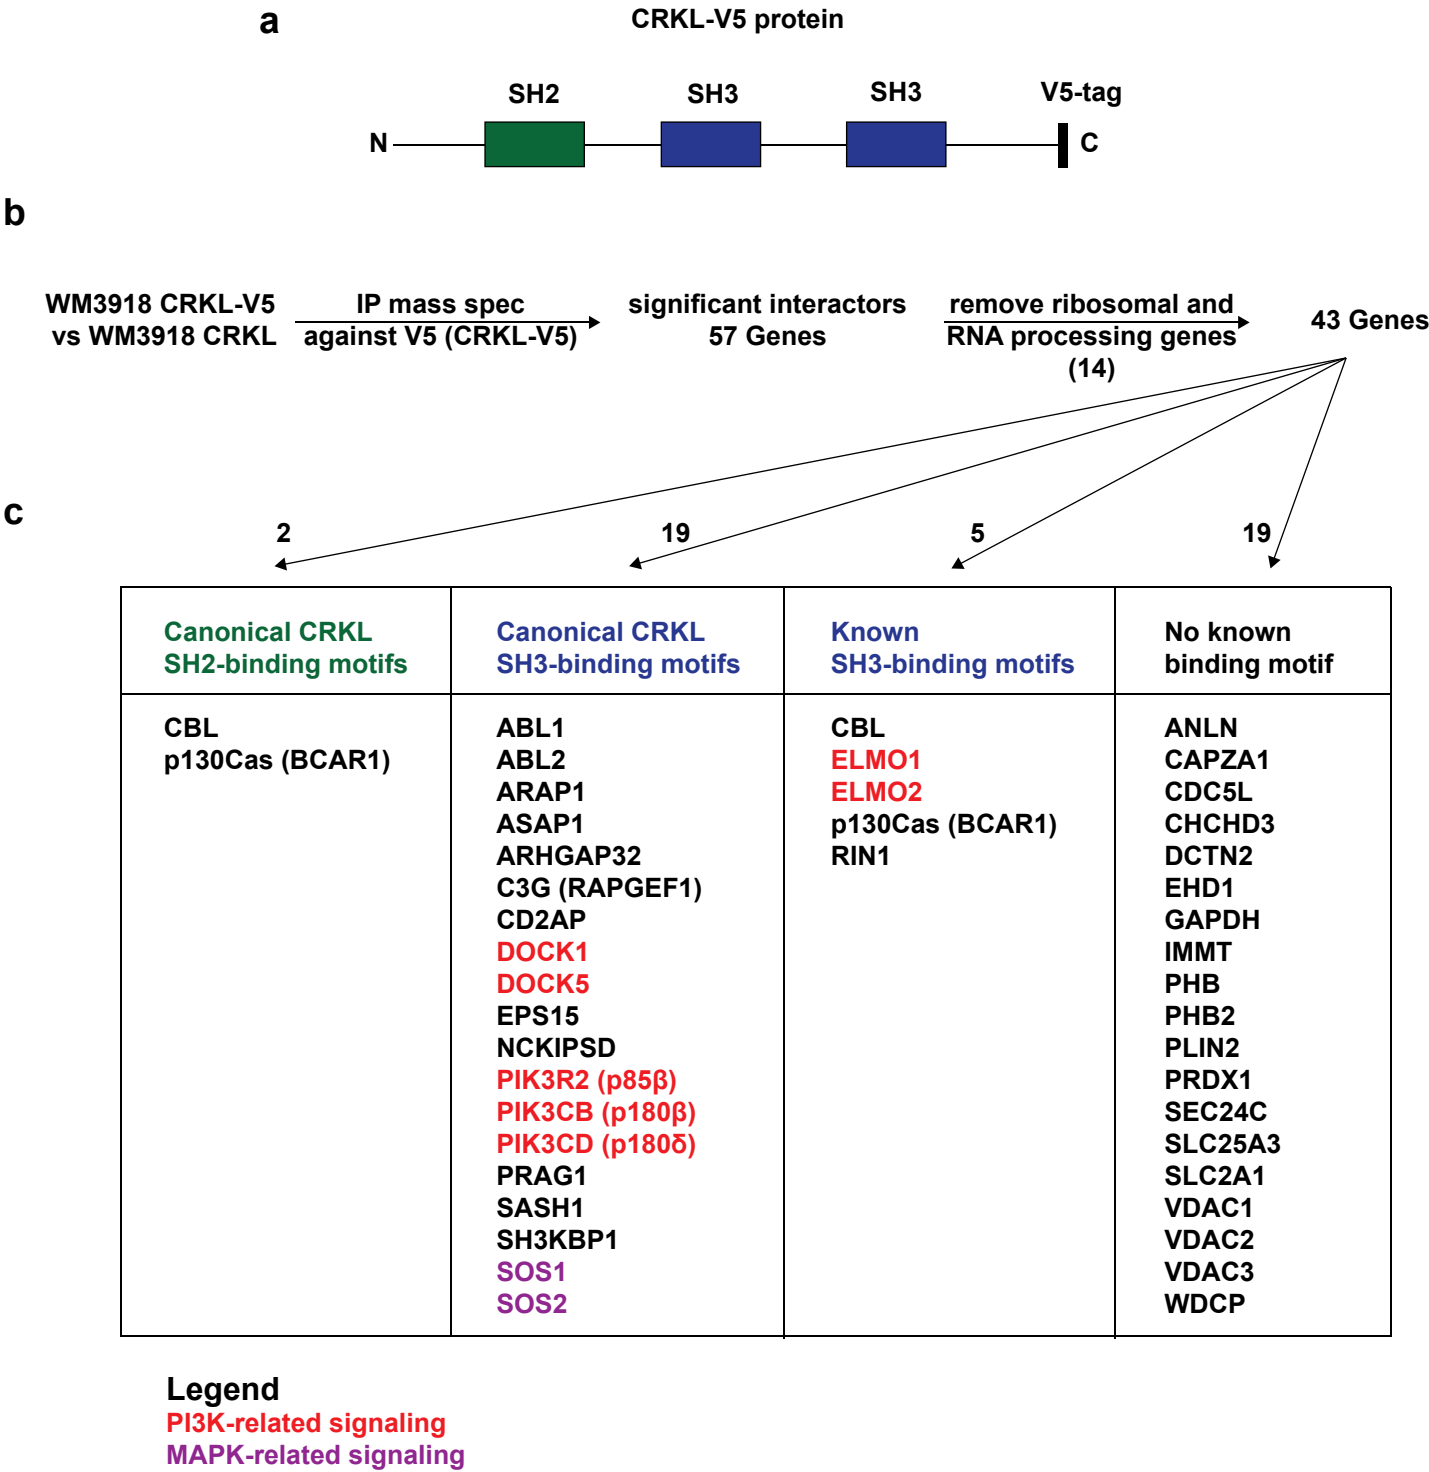 a
CRKL-V5 protein
SH2
SH3
SH3
V5-tag
N
C
b
WM3918 CRKL-V5
vs WM3918 CRKL
IP mass spec
against V5 (CRKL-V5)
significant interactors
57 Genes
remove ribosomal and
RNA processing genes
(14)
43 Genes
c
2
19
5
19
Canonical CRKL
SH2-binding motifs
Canonical CRKL
SH3-binding motifs
Known
SH3-binding motifs
No known
binding motif
CBL
p130Cas (BCAR1)
ABL1
ABL2
ARAP1
ASAP1
ARHGAP32
C3G (RAPGEF1)
CD2AP
DOCK1
DOCK5
EPS15
NCKIPSD
PIK3R2 (p85β)
PIK3CB (p180β)
PIK3CD (p180δ)
PRAG1
SASH1
SH3KBP1
SOS1
SOS2
CBL
ELMO1
ELMO2
p130Cas (BCAR1)
RIN1
ANLN
CAPZA1
CDC5L
CHCHD3
DCTN2
EHD1
GAPDH
IMMT
PHB
PHB2
PLIN2
PRDX1
SEC24C
SLC25A3
SLC2A1
VDAC1
VDAC2
VDAC3
WDCP
Legend
PI3K-related signaling
MAPK-related signaling